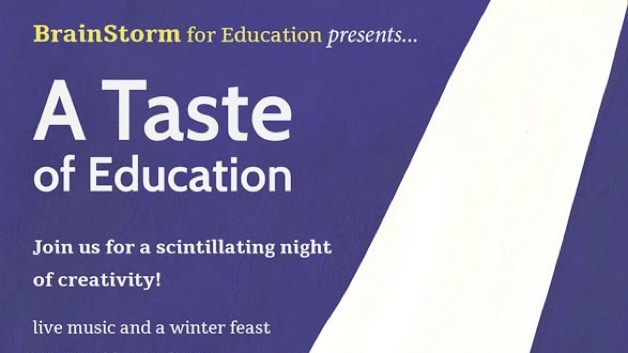 BrainStorm for Education presents...
A Taste
of Education
Join us for a scintillating night
of creativity!
live music and a winter feast